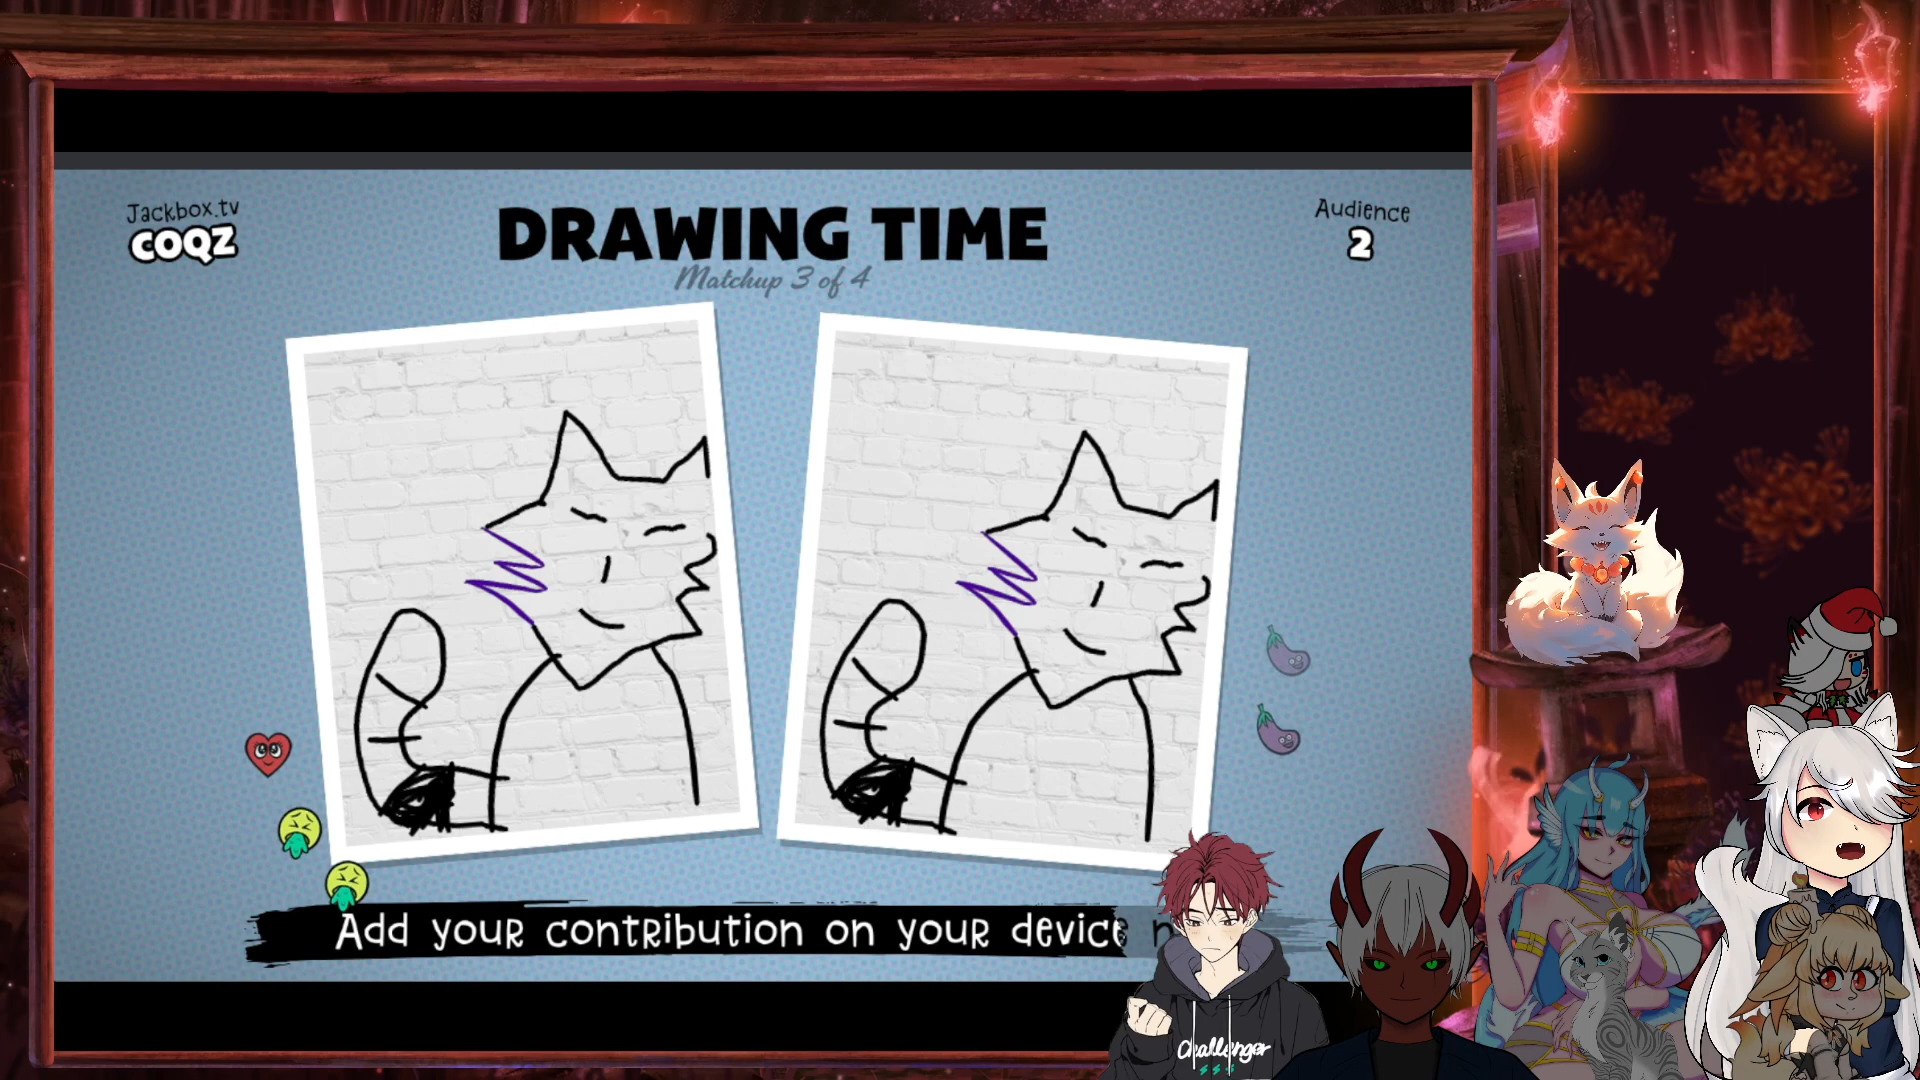 Jackbox.tv
COQZ
DRAWING TIME
Matchup 3 of 4
Audience
2
Add your contribution on your device
Challenger